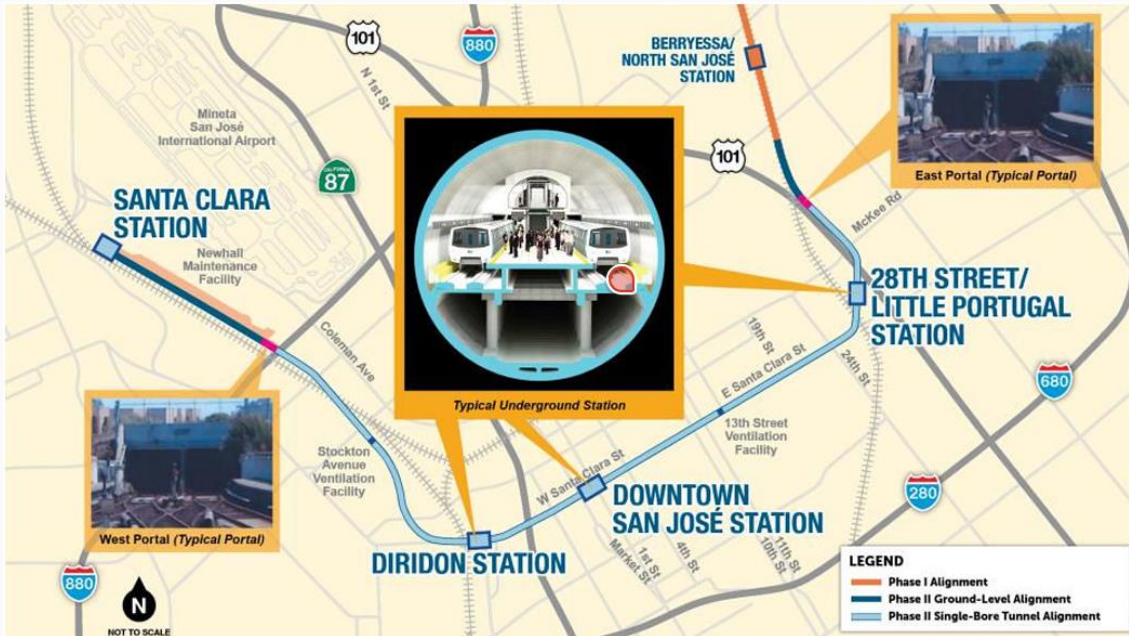 101
880
BERRYESSA/
NORTH SAN JOSÉ
STATION
N 1st St
Mineta
San José
International Airport
CALIFORNIA
87
101
East Portal (Typical Portal)
McKee Rd
SANTA CLARA
STATION
Newhall
Maintenance
Facility
28TH STREET/
LITTLE PORTUGAL
STATION
Coleman Ave
19th St
24th St
E Santa Clara St
680
Typical Underground Station
13th Street
Ventilation
Facility
Stockton
Avenue
Ventilation
Facility
W Santa Clara St
280
DOWNTOWN
SAN JOSÉ STATION
West Portal (Typical Portal)
DIRIDON STATION
1st St
Market St
4th St
11th St
10th St
880
N
NOT TO SCALE
LEGEND
Phase I Alignment
Phase II Ground-Level Alignment
Phase II Single-Bore Tunnel Alignment